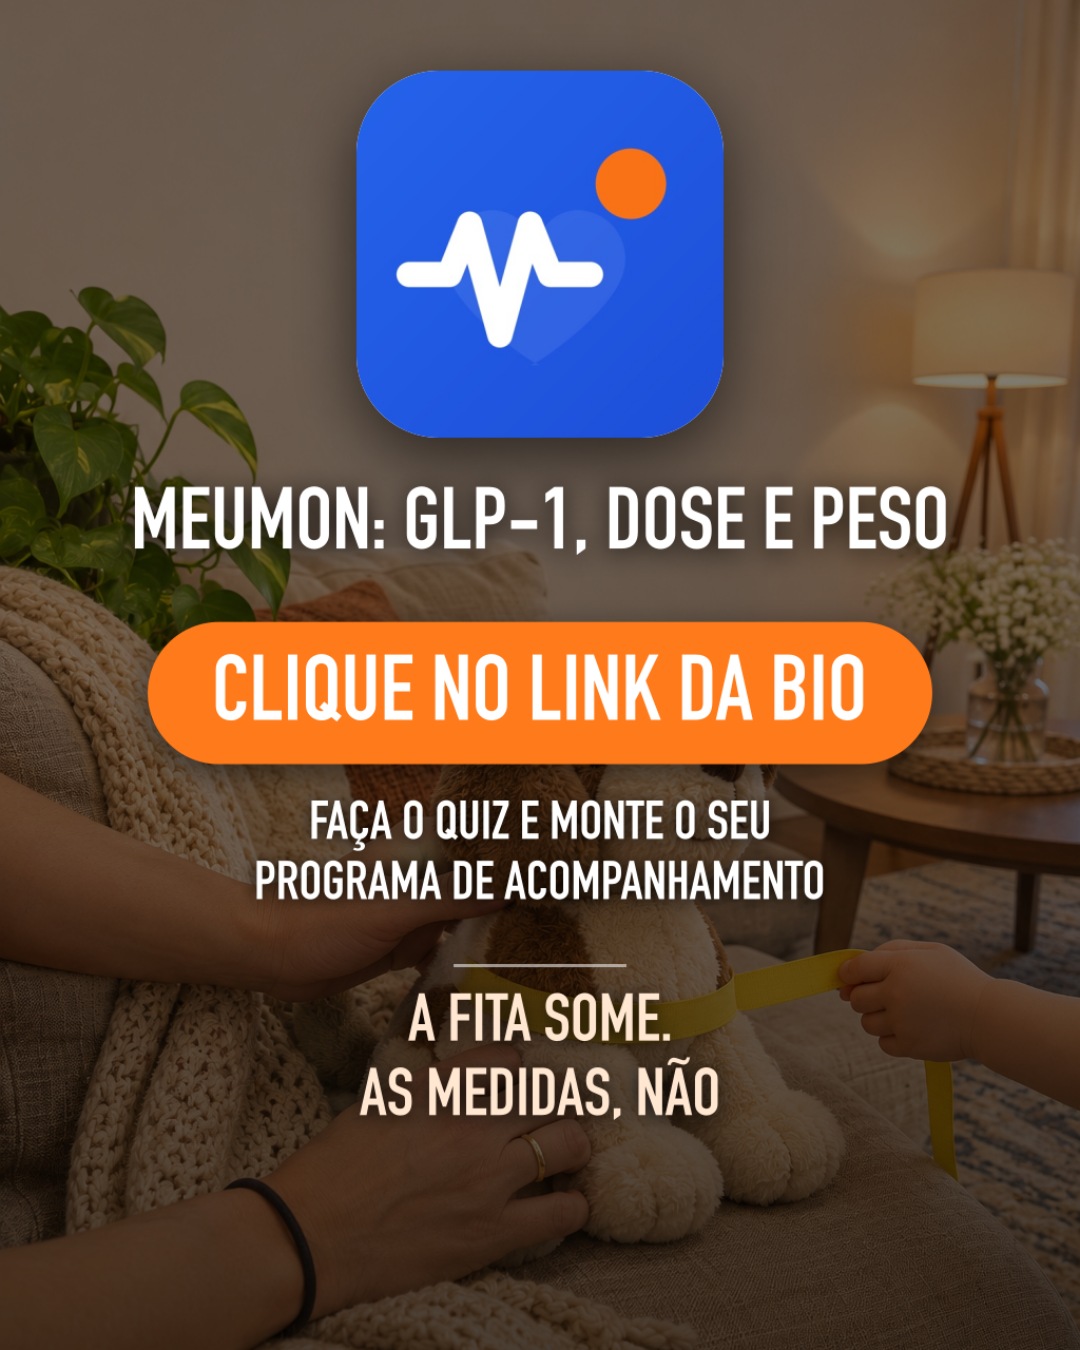 MEUMON: GLP-1, DOSE E PESO
CLIQUE NO LINK DA BIO
FAÇA O QUIZ E MONTE O SEU
PROGRAMA DE ACOMPANHAMENTO
A FITA SOME.
AS MEDIDAS, NÃO